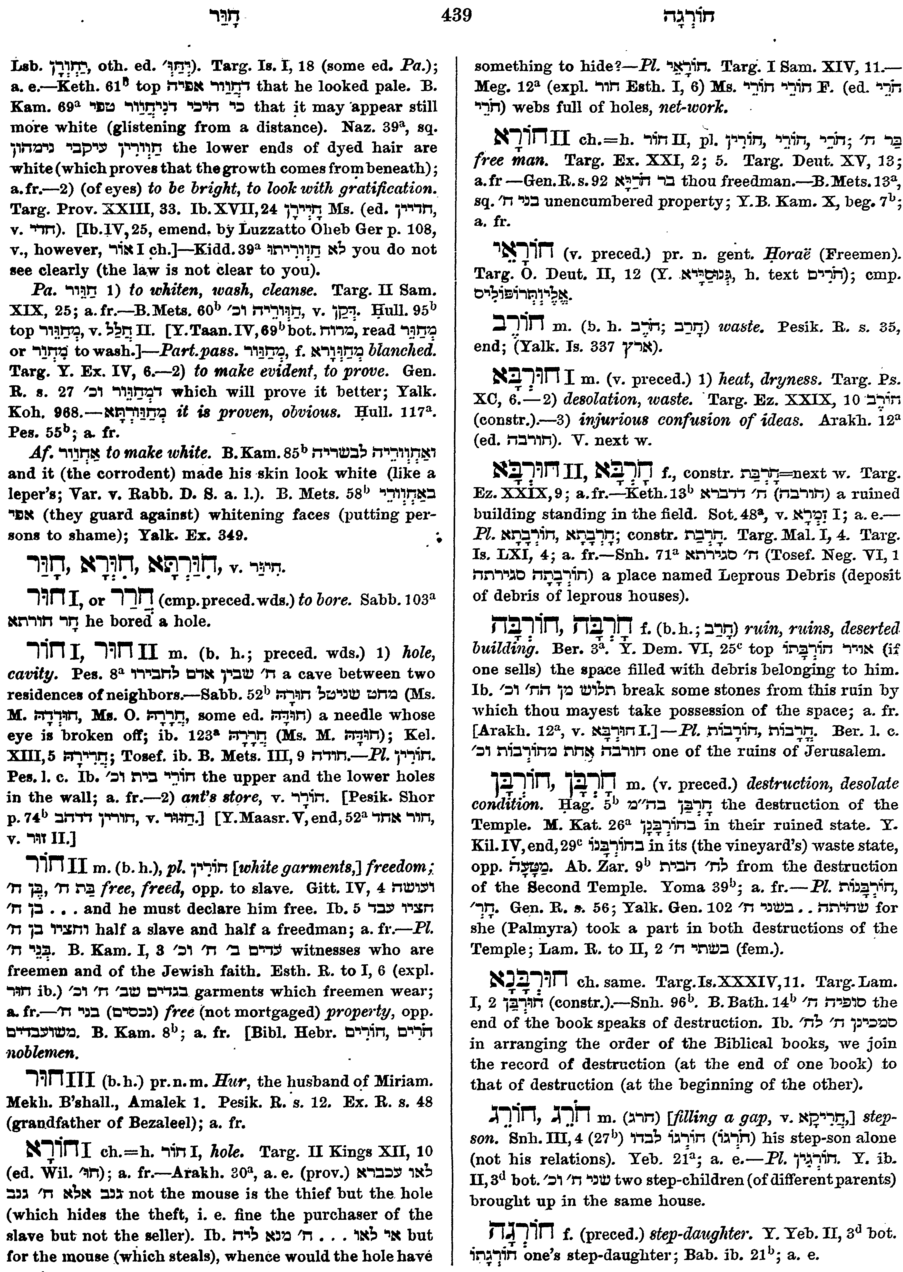 חִוֵּר 439 חוֹרְגָּה
Lsb. יֶחְוְרָן, oth. ed. יְחַוְּ'). Targ. Is. I, 18 (some ed. Pa.);
a. e.—Keth. 61b top דחֲוַור אפיה that he looked pale. B.
Kam. 69a כי היכי דניחַוְורוּ טפי that it may appear still
more white (glistening from a distance). Naz. 39a, sq.
חַוְורִין עיקבי נימהון the lower ends of dyed hair are
white (which proves that the growth comes from beneath);
a. fr.—2) (of eyes) to be bright, to look with gratification.
Targ. Prov. XXIII, 33. Ib. XVII, 24 חָיְירִן Ms. (ed. חדיין,
v. חדי). [Ib. IV, 25, emend. by Luzzatto Oheb Ger p. 108,
v., however, אור I ch.]—Kidd. 39a לא חווריתו you do not
see clearly (the law is not clear to you).
Pa. חַוֵּור 1) to whiten, wash, cleanse. Targ. II Sam.
XIX, 25; a. fr.—B. Mets. 60b חַוְּורֵיה וכ', v. דְּקַן. Ḥull. 95b
top מְחַוֵּור, v. חֲלַל II. [Y. Taan. IV, 69b bot. מרוח, read מְחַוֵּר
or מְחַוַּר to wash.]—Part. pass. מְחַוַּור, f. מְחַוְּורָא blanched.
Targ. Y. Ex. IV, 6.—2) to make evident, to prove. Gen.
R. s. 27 דמְחַוֵּור וכ' which will prove it better; Yalk.
Koh. 968.—מְחַוַּורְתָּא it is proven, obvious. Ḥull. 117a.
Pes. 55b; a. fr.
Af. אַחְוַור to make white. B. Kam. 85b ואַחְוְורֵיה לבשריה
and it (the corrodent) made his skin look white (like a
leper's; Var. v. Rabb. D. S. a. l.). B. Mets. 58b באַחְוְורֵי
אפי (they guard against) whitening faces (putting per-
sons to shame); Yalk. Ex. 349.
חִוֵּר, חִוְּרָא, חִוַּרְתָּא, v. חיור.
חור I, or חֲרַר (cmp. preced. wds.) to bore. Sabb. 103a
חר חורתא he bored a hole.
חוֹר I, חוּר II m. (b. h.; preced. wds.) 1) hole,
cavity. Pes. 8a ח' שבין אדם לחבירו a cave between two
residences of neighbors.—Sabb. 52b מחט שניטל חוּרָהּ (Ms.
M. חוּדָהּ, Ms. O. חֲרָרָהּ, some ed. חוּדָהּ) a needle whose
eye is broken off; ib. 123a חֲרָרָהּ (Ms. M. חוּדָהּ); Kel.
XIII, 5 חֲרִירָהּ; Tosef. ib. B. Mets. III, 9 חודה.—Pl. חוֹרִין.
Pes. l. c. Ib. חוֹרֵי בית וכ' the upper and the lower holes
in the wall; a. fr.—2) ant's store, v. חוֹרֶר. [Pesik. Shor
p. 74b חורין דדהב, v. חִזּוּר.] [Y. Maasr. V, end, 52a חור אחד,
v. זור II.]
חוֹר II m. (b. h.), pl. חוֹרִין [white garments,] freedom;
בֶּן ח', בַּת ח' free, freed, opp. to slave. Gitt. IV, 4 ועושה
בן ח' ... and he must declare him free. Ib. 5 חציו עבד
וחציו בן ח' half a slave and half a freedman; a. fr.—Pl.
בְּנֵי ח'. B. Kam. I, 3 עדים ב' ח' וכ' witnesses who are
freemen and of the Jewish faith. Esth. R. to I, 6 (expl.
חור ib.) בגדים שב' ח' וכ' garments which freemen wear;
a. fr.—בני ח' (נכסים) free (not mortgaged) property, opp.
משועבדים. B. Kam. 8b; a. fr. [Bibl. Hebr. חֹרִים, חוֹרִים
noblemen.
חוּר III (b. h.) pr. n. m. Hur, the husband of Miriam.
Mekh. B'shall., Amalek 1. Pesik. R. s. 12. Ex. R. s. 48
(grandfather of Bezaleel); a. fr.
חוֹרָא I ch.=h. חוֹר I, hole. Targ. II Kings XII, 10
(ed. Wil. חוּ'); a. fr.—Arakh. 30a, a. e. (prov.) לאו עכברא
גנב אלא ח' גנב not the mouse is the thief but the hole
(which hides the theft, i. e. fine the purchaser of the
slave but not the seller). Ib. אי לאו ... ח' מנא ליה but
for the mouse (which steals), whence would the hole have
something to hide?—Pl. חוֹרַאֵי. Targ. I Sam. XIV, 11.—
Meg. 12a (expl. חור Esth. I, 6) Ms. חוֹרֵי חוֹרֵי F. (ed. חֹרֵי
חֹרֵי) webs full of holes, net-work.
חוֹרָא II ch.=h. חוֹר II, pl. חוֹרִין, חוֹרֵי, חֹרֵי; בַּר ח'
free man. Targ. Ex. XXI, 2; 5. Targ. Deut. XV, 13;
a. fr.—Gen. R. s. 92 בר חוֹרַיָּא thou freedman.—B. Mets. 13a,
sq. בני ח' unencumbered property; Y. B. Kam. X, beg. 7b;
a. fr.
חוֹרָאֵי (v. preced.) pr. n. gent. Ḥoraë (Freemen).
Targ. O. Deut. II, 12 (Y. גְּנוּסַיָּיא, h. text חֹרִים); cmp.
אֱלֶיוְתְרוֹפּוֹלִיס.
חוֹרֵב m. (b. h. חֹרֵב; חָרַב) waste. Pesik. R. s. 35,
end; (Yalk. Is. 337 ארץ).
חוּרְבָּא I m. (v. preced.) 1) heat, dryness. Targ. Ps.
XC, 6.—2) desolation, waste. Targ. Ez. XXIX, 10 חוֹרֵב
(constr.).—3) injurious confusion of ideas. Arakh. 12a
(ed. חורבה). V. next w.
חוּרְבָּא II, חֻרְבָּא f., constr. חֻרְבַּת=next w. Targ.
Ez. XXIX, 9; a. fr.—Keth. 13b ח' דדברא (חורבה) a ruined
building standing in the field. Sot. 48a, v. זִמְרָא I; a. e.—
Pl. חוֹרְבָתָא, חֻרְבָתָא; constr. חֻרְבַת. Targ. Mal. I, 4. Targ.
Is. LXI, 4; a. fr.—Snh. 71a ח' סגירתא (Tosef. Neg. VI, 1
חוֹרְבָתָה סגירתה) a place named Leprous Debris (deposit
of debris of leprous houses).
חוֹרְבָּה, חֻרְבָּה f. (b. h.; חָרֵב) ruin, ruins, deserted
building. Ber. 3a. Y. Dem. VI, 25c top אויר חוֹרְבָּתוֹ (if
one sells) the space filled with debris belonging to him.
Ib. תלוש מן הח' וכ' break some stones from this ruin by
which thou mayest take possession of the space; a. fr.
[Arakh. 12a, v. חוּרְבָּא I.]—Pl. חוֹרְבוֹת, חֳרָבוֹת. Ber. l. c.
חורבה אחת מחורְבוֹת וכ' one of the ruins of Jerusalem.
חוֹרְבָּן, חֻרְבָּן m. (v. preced.) destruction, desolate
condition. Ḥag. 5b חֻרְבַּן בה"מ the destruction of the
Temple. M. Kat. 26a בחוֹרְבָּנָן in their ruined state. Y.
Kil. IV, end, 29c בחוֹרְבָּנוֹ in its (the vineyard's) waste state,
opp. מַטָּעָהּ. Ab. Zar. 9b לח' הבית from the destruction
of the Second Temple. Yoma 39b; a. fr.—Pl. חוֹרְבָּנוֹת,
חֻרְ'. Gen. R. s. 56; Yalk. Gen. 102 שהיתה .. בשני ח' for
she (Palmyra) took a part in both destructions of the
Temple; Lam. R. to II, 2 בשתי ח' (fem.).
חוּרְבָּנָא ch. same. Targ. Is. XXXIV, 11. Targ. Lam.
I, 2 חוּרְבַּן (constr.).—Snh. 96b. B. Bath. 14b סופיה ח' the
end of the book speaks of destruction. Ib. סמכינן ח' לח'
in arranging the order of the Biblical books, we join
the record of destruction (at the end of one book) to
that of destruction (at the beginning of the other).
חוֹרֵג, חֹרֵג m. (חרג) [filling a gap, v. חֲרִיקָא,] step-
son. Snh. III, 4 (27b) חוֹרְגוֹ (חֹרְגוֹ) לבדו his step-son alone
(not his relations). Yeb. 21a; a. e.—Pl. חוֹרְגִין. Y. ib.
II, 3d bot. שני ח' וכ' two step-children (of different parents)
brought up in the same house.
חוֹרְגָּה f. (preced.) step-daughter. Y. Yeb. II, 3d bot.
חוֹרְגָּתוֹ one's step-daughter; Bab. ib. 21b; a. e.